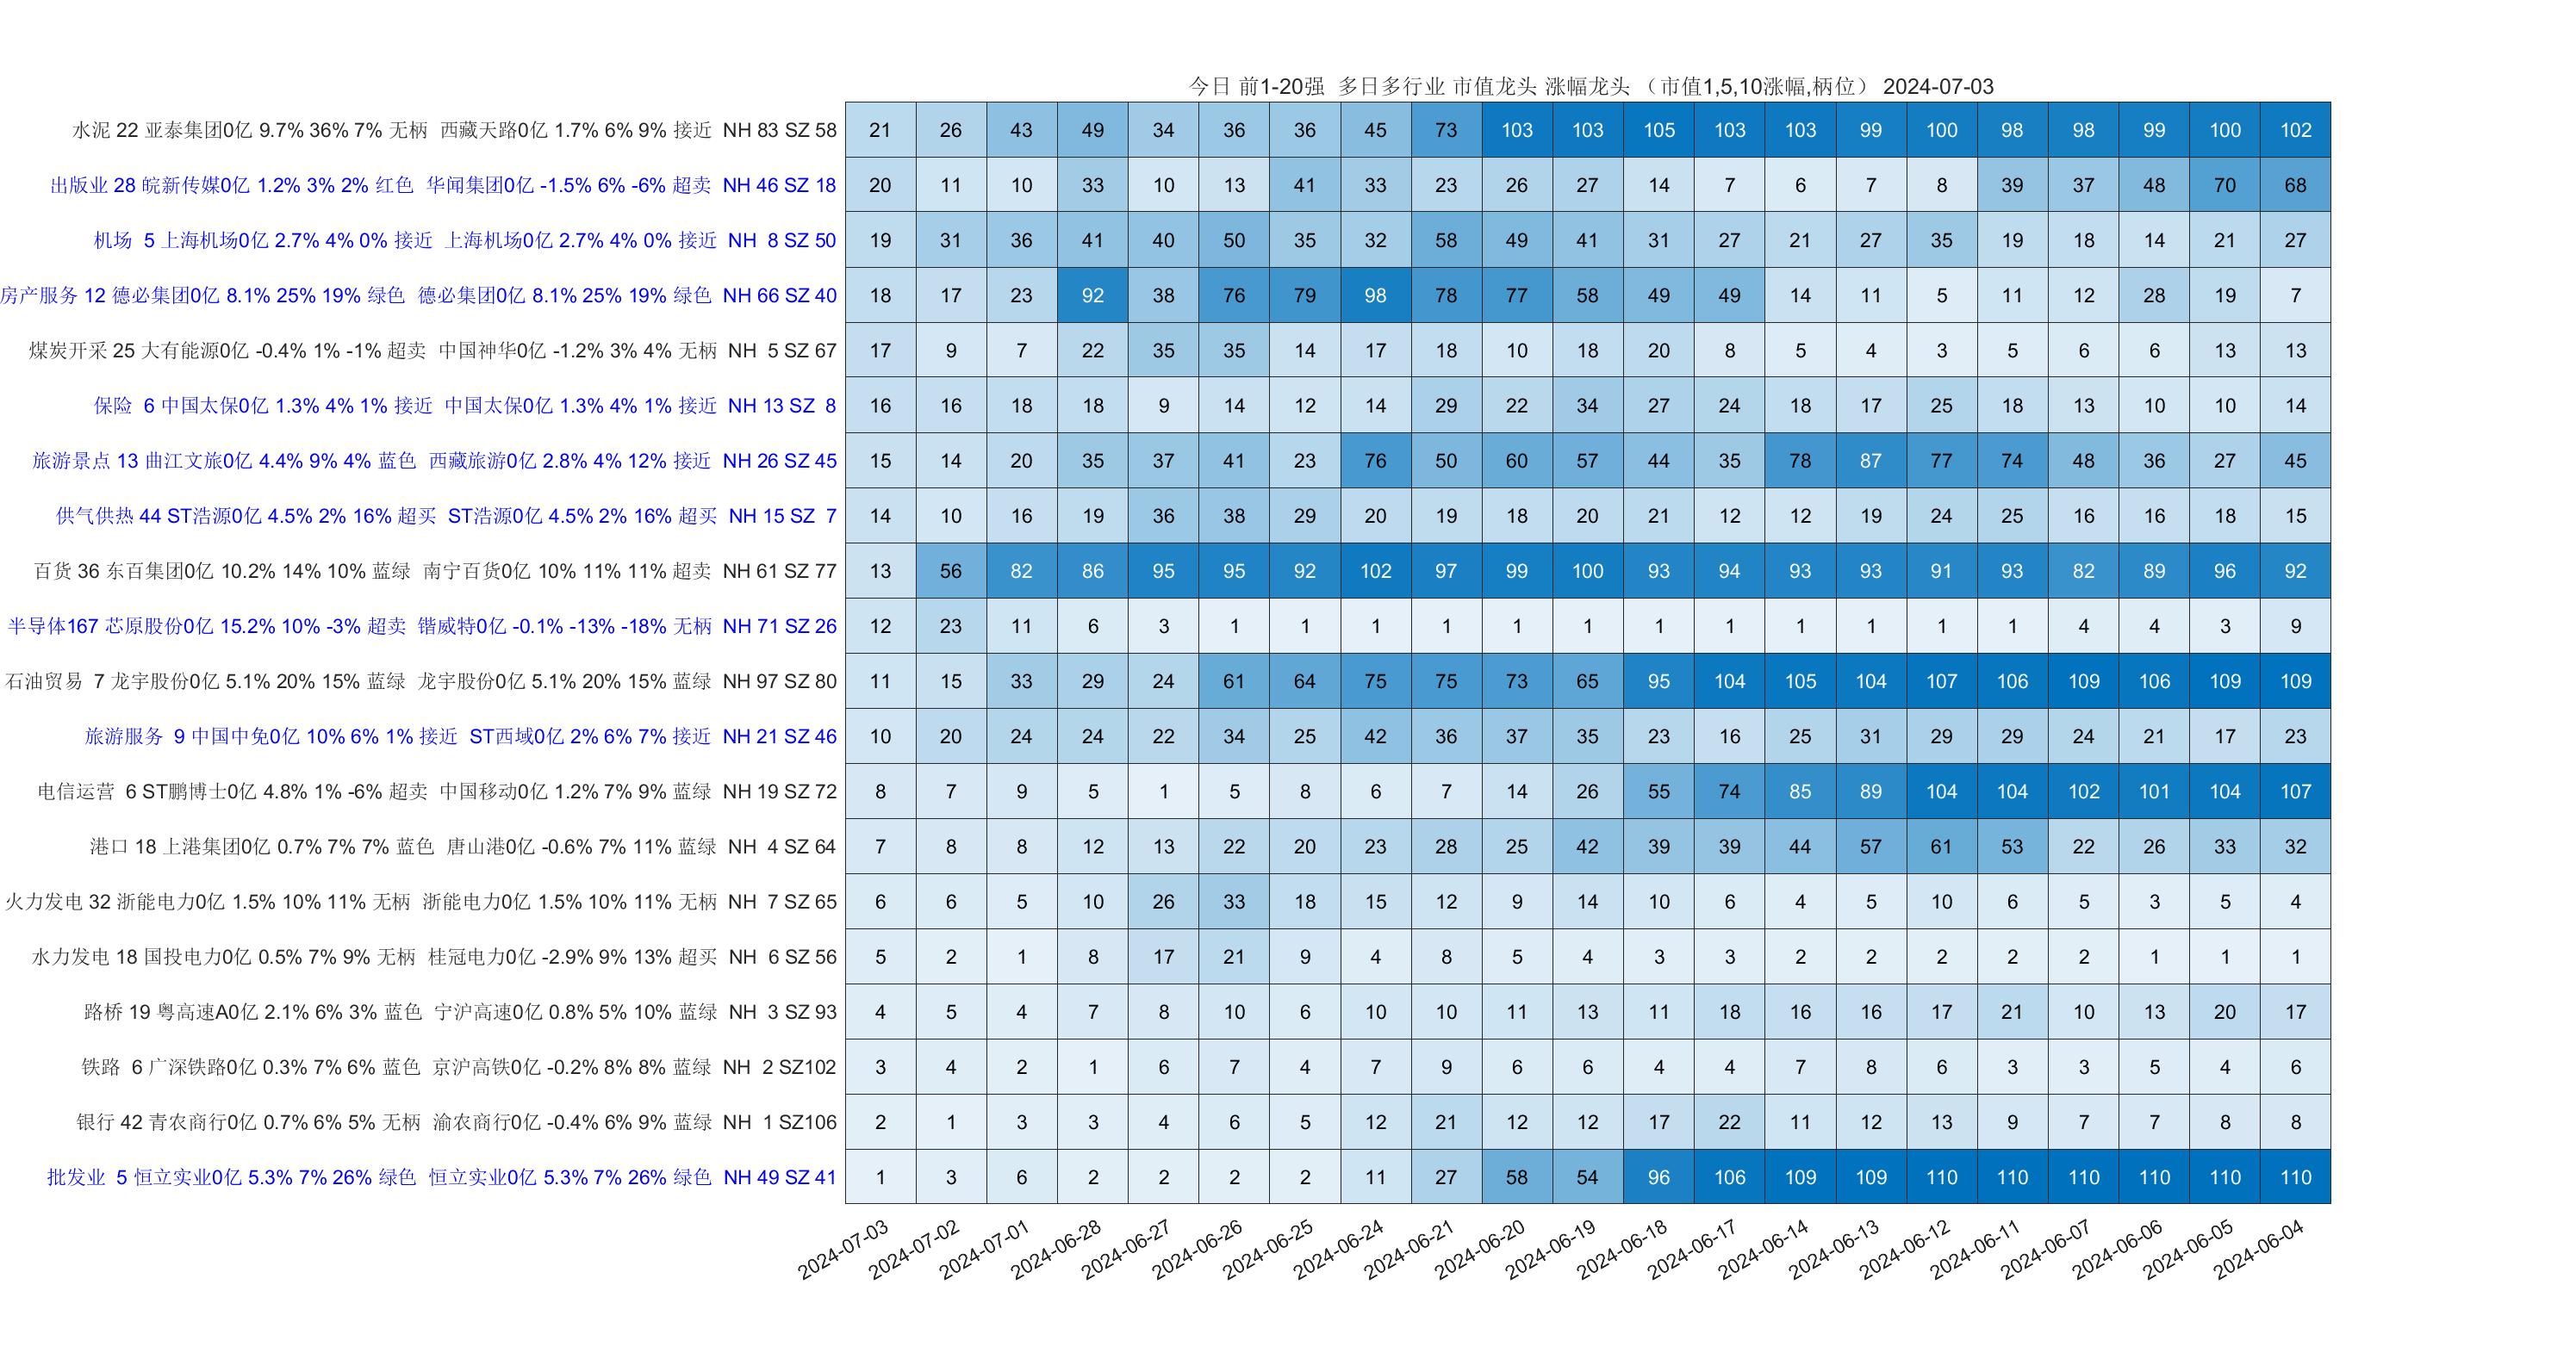 今日 前1-20强 多日多行业 市值龙头 涨幅龙头 （市值1,5,10涨幅,柄位） 2024-07-03
水泥 22 亚泰集团0亿 9.7% 36% 7% 无柄 西藏天路0亿 1.7% 6% 9% 接近 NH 83 SZ 58 21 26 43 49 34 36 36 45 73 103 103 105 103 103 99 100 98 98 99 100 102
出版业 28 皖新传媒0亿 1.2% 3% 2% 红色 华闻集团0亿 -1.5% 6% -6% 超卖 NH 46 SZ 18 20 11 10 33 10 13 41 33 23 26 27 14 7 6 7 8 39 37 48 70 68
机场 5 上海机场0亿 2.7% 4% 0% 接近 上海机场0亿 2.7% 4% 0% 接近 NH 8 SZ 50 19 31 36 41 40 50 35 32 58 49 41 31 27 21 27 35 19 18 14 21 27
房产服务 12 德必集团0亿 8.1% 25% 19% 绿色 德必集团0亿 8.1% 25% 19% 绿色 NH 66 SZ 40 18 17 23 92 38 76 79 98 78 77 58 49 49 14 11 5 11 12 28 19 7
煤炭开采 25 大有能源0亿 -0.4% 1% -1% 超卖 中国神华0亿 -1.2% 3% 4% 无柄 NH 5 SZ 67 17 9 7 22 35 35 14 17 18 10 18 20 8 5 4 3 5 6 6 13 13
保险 6 中国太保0亿 1.3% 4% 1% 接近 中国太保0亿 1.3% 4% 1% 接近 NH 13 SZ 8 16 16 18 18 9 14 12 14 29 22 34 27 24 18 17 25 18 13 10 10 14
旅游景点 13 曲江文旅0亿 4.4% 9% 4% 蓝色 西藏旅游0亿 2.8% 4% 12% 接近 NH 26 SZ 45 15 14 20 35 37 41 23 76 50 60 57 44 35 78 87 77 74 48 36 27 45
供气供热 44 ST浩源0亿 4.5% 2% 16% 超买 ST浩源0亿 4.5% 2% 16% 超买 NH 15 SZ 7 14 10 16 19 36 38 29 20 19 18 20 21 12 12 19 24 25 16 16 18 15
百货 36 东百集团0亿 10.2% 14% 10% 蓝绿 南宁百货0亿 10% 11% 11% 超卖 NH 61 SZ 77 13 56 82 86 95 95 92 102 97 99 100 93 94 93 93 91 93 82 89 96 92
半导体167 芯原股份0亿 15.2% 10% -3% 超卖 锴威特0亿 -0.1% -13% -18% 无柄 NH 71 SZ 26 12 23 11 6 3 1 1 1 1 1 1 1 1 1 1 1 1 4 4 3 9
石油贸易 7 龙宇股份0亿 5.1% 20% 15% 蓝绿 龙宇股份0亿 5.1% 20% 15% 蓝绿 NH 97 SZ 80 11 15 33 29 24 61 64 75 75 73 65 95 104 105 104 107 106 109 106 109 109
旅游服务 9 中国中免0亿 10% 6% 1% 接近 ST西域0亿 2% 6% 7% 接近 NH 21 SZ 46 10 20 24 24 22 34 25 42 36 37 35 23 16 25 31 29 29 24 21 17 23
电信运营 6 ST鹏博士0亿 4.8% 1% -6% 超卖 中国移动0亿 1.2% 7% 9% 蓝绿 NH 19 SZ 72 8 7 9 5 1 5 8 6 7 14 26 55 74 85 89 104 104 102 101 104 107
港口 18 上港集团0亿 0.7% 7% 7% 蓝色 唐山港0亿 -0.6% 7% 11% 蓝绿 NH 4 SZ 64 7 8 8 12 13 22 20 23 28 25 42 39 39 44 57 61 53 22 26 33 32
火力发电 32 浙能电力0亿 1.5% 10% 11% 无柄 浙能电力0亿 1.5% 10% 11% 无柄 NH 7 SZ 65 6 6 5 10 26 33 18 15 12 9 14 10 6 4 5 10 6 5 3 5 4
水力发电 18 国投电力0亿 0.5% 7% 9% 无柄 桂冠电力0亿 -2.9% 9% 13% 超买 NH 6 SZ 56 5 2 1 8 17 21 9 4 8 5 4 3 3 2 2 2 2 2 1 1 1
路桥 19 粤高速A0亿 2.1% 6% 3% 蓝色 宁沪高速0亿 0.8% 5% 10% 蓝绿 NH 3 SZ 93 4 5 4 7 8 10 6 10 10 11 13 11 18 16 16 17 21 10 13 20 17
铁路 6 广深铁路0亿 0.3% 7% 6% 蓝色 京沪高铁0亿 -0.2% 8% 8% 蓝绿 NH 2 SZ102 3 4 2 1 6 7 4 7 9 6 6 4 4 7 8 6 3 3 5 4 6
银行 42 青农商行0亿 0.7% 6% 5% 无柄 渝农商行0亿 -0.4% 6% 9% 蓝绿 NH 1 SZ106 2 1 3 3 4 6 5 12 21 12 12 17 22 11 12 13 9 7 7 8 8
批发业 5 恒立实业0亿 5.3% 7% 26% 绿色 恒立实业0亿 5.3% 7% 26% 绿色 NH 49 SZ 41 1 3 6 2 2 2 2 11 27 58 54 96 106 109 109 110 110 110 110 110 110
2024-07-03 2024-07-02 2024-07-01 2024-06-28 2024-06-27 2024-06-26 2024-06-25 2024-06-24 2024-06-21 2024-06-20 2024-06-19 2024-06-18 2024-06-17 2024-06-14 2024-06-13 2024-06-12 2024-06-11 2024-06-07 2024-06-06 2024-06-05 2024-06-04